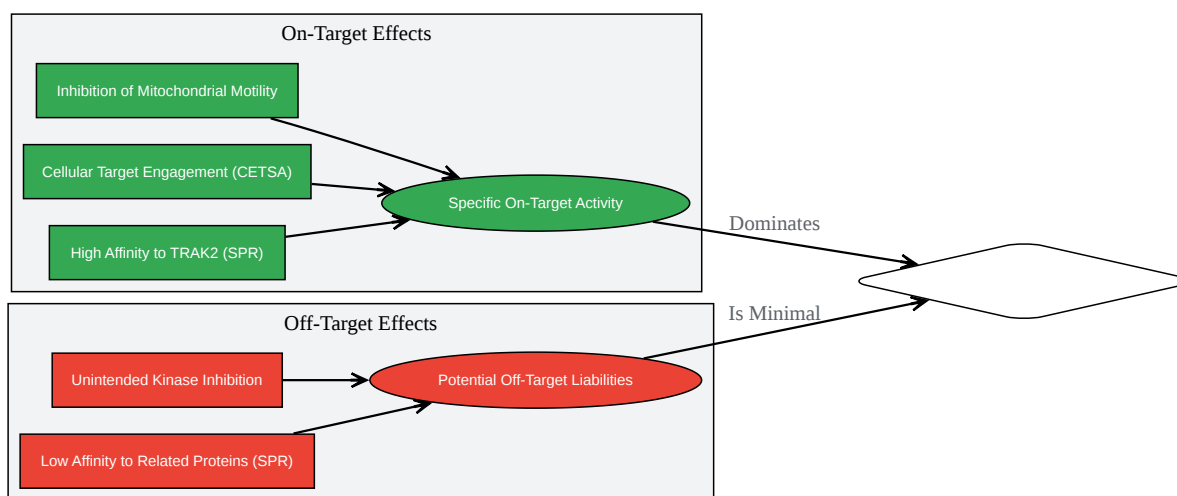 On-Target Effects
Inhibition of Mitochondrial Motility
Cellular Target Engagement (CETSA)
High Affinity to TRAK2 (SPR)
Specific On-Target Activity
Dominates
Off-Target Effects
Unintended Kinase Inhibition
Low Affinity to Related Proteins (SPR)
Potential Off-Target Liabilities
Is Minimal